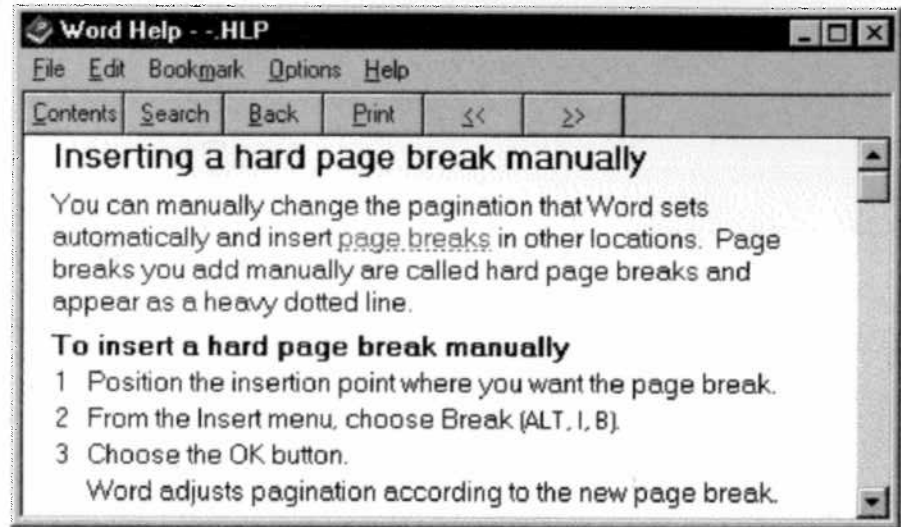 Word Help - -.HLP
File Edit Bookmark Options Help
Contents Search Back Print << >>
Inserting a hard page break manually
You can manually change the pagination that Word sets
automatically and insert page breaks in other locations. Page
breaks you add manually are called hard page breaks and
appear as a heavy dotted line.
To insert a hard page break manually
1 Position the insertion point where you want the page break.
2 From the Insert menu, choose Break (ALT, I, B).
3 Choose the OK button.
Word adjusts pagination according to the new page break.